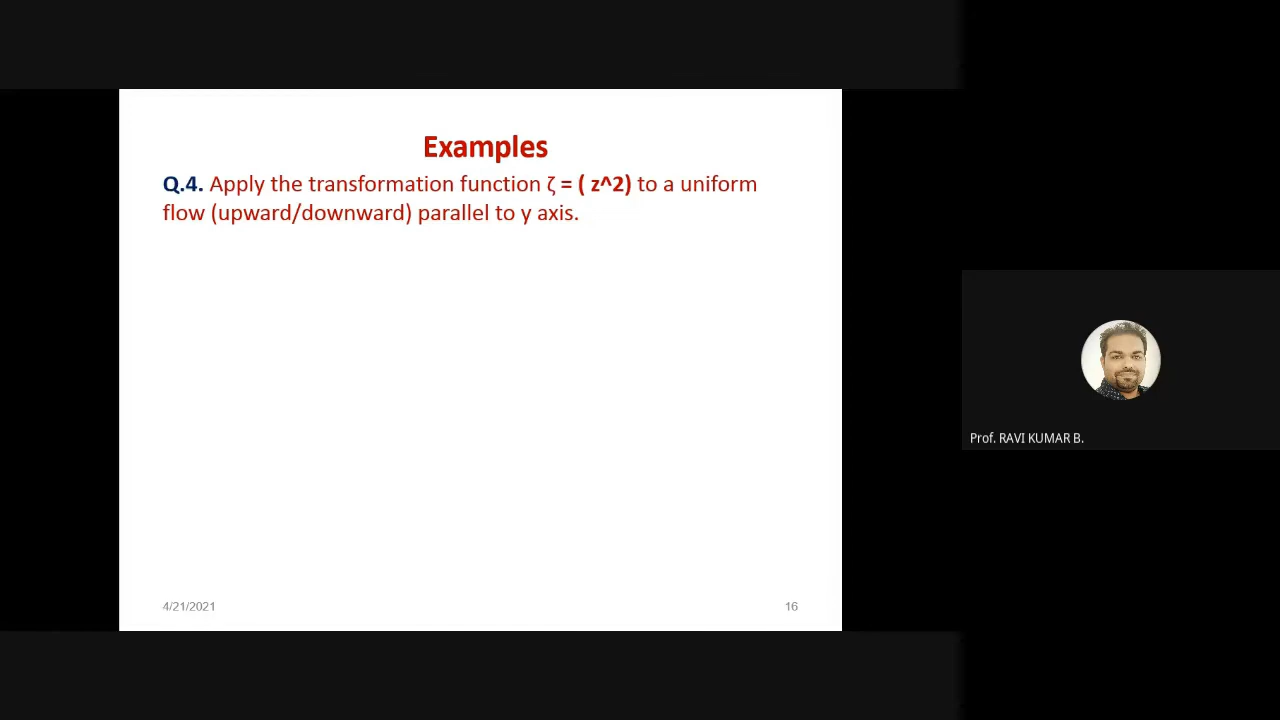 Examples
Q.4. Apply the transformation function ζ = ( z^2) to a uniform
flow (upward/downward) parallel to y axis.
4/21/2021
16
Prof. RAVI KUMAR B.